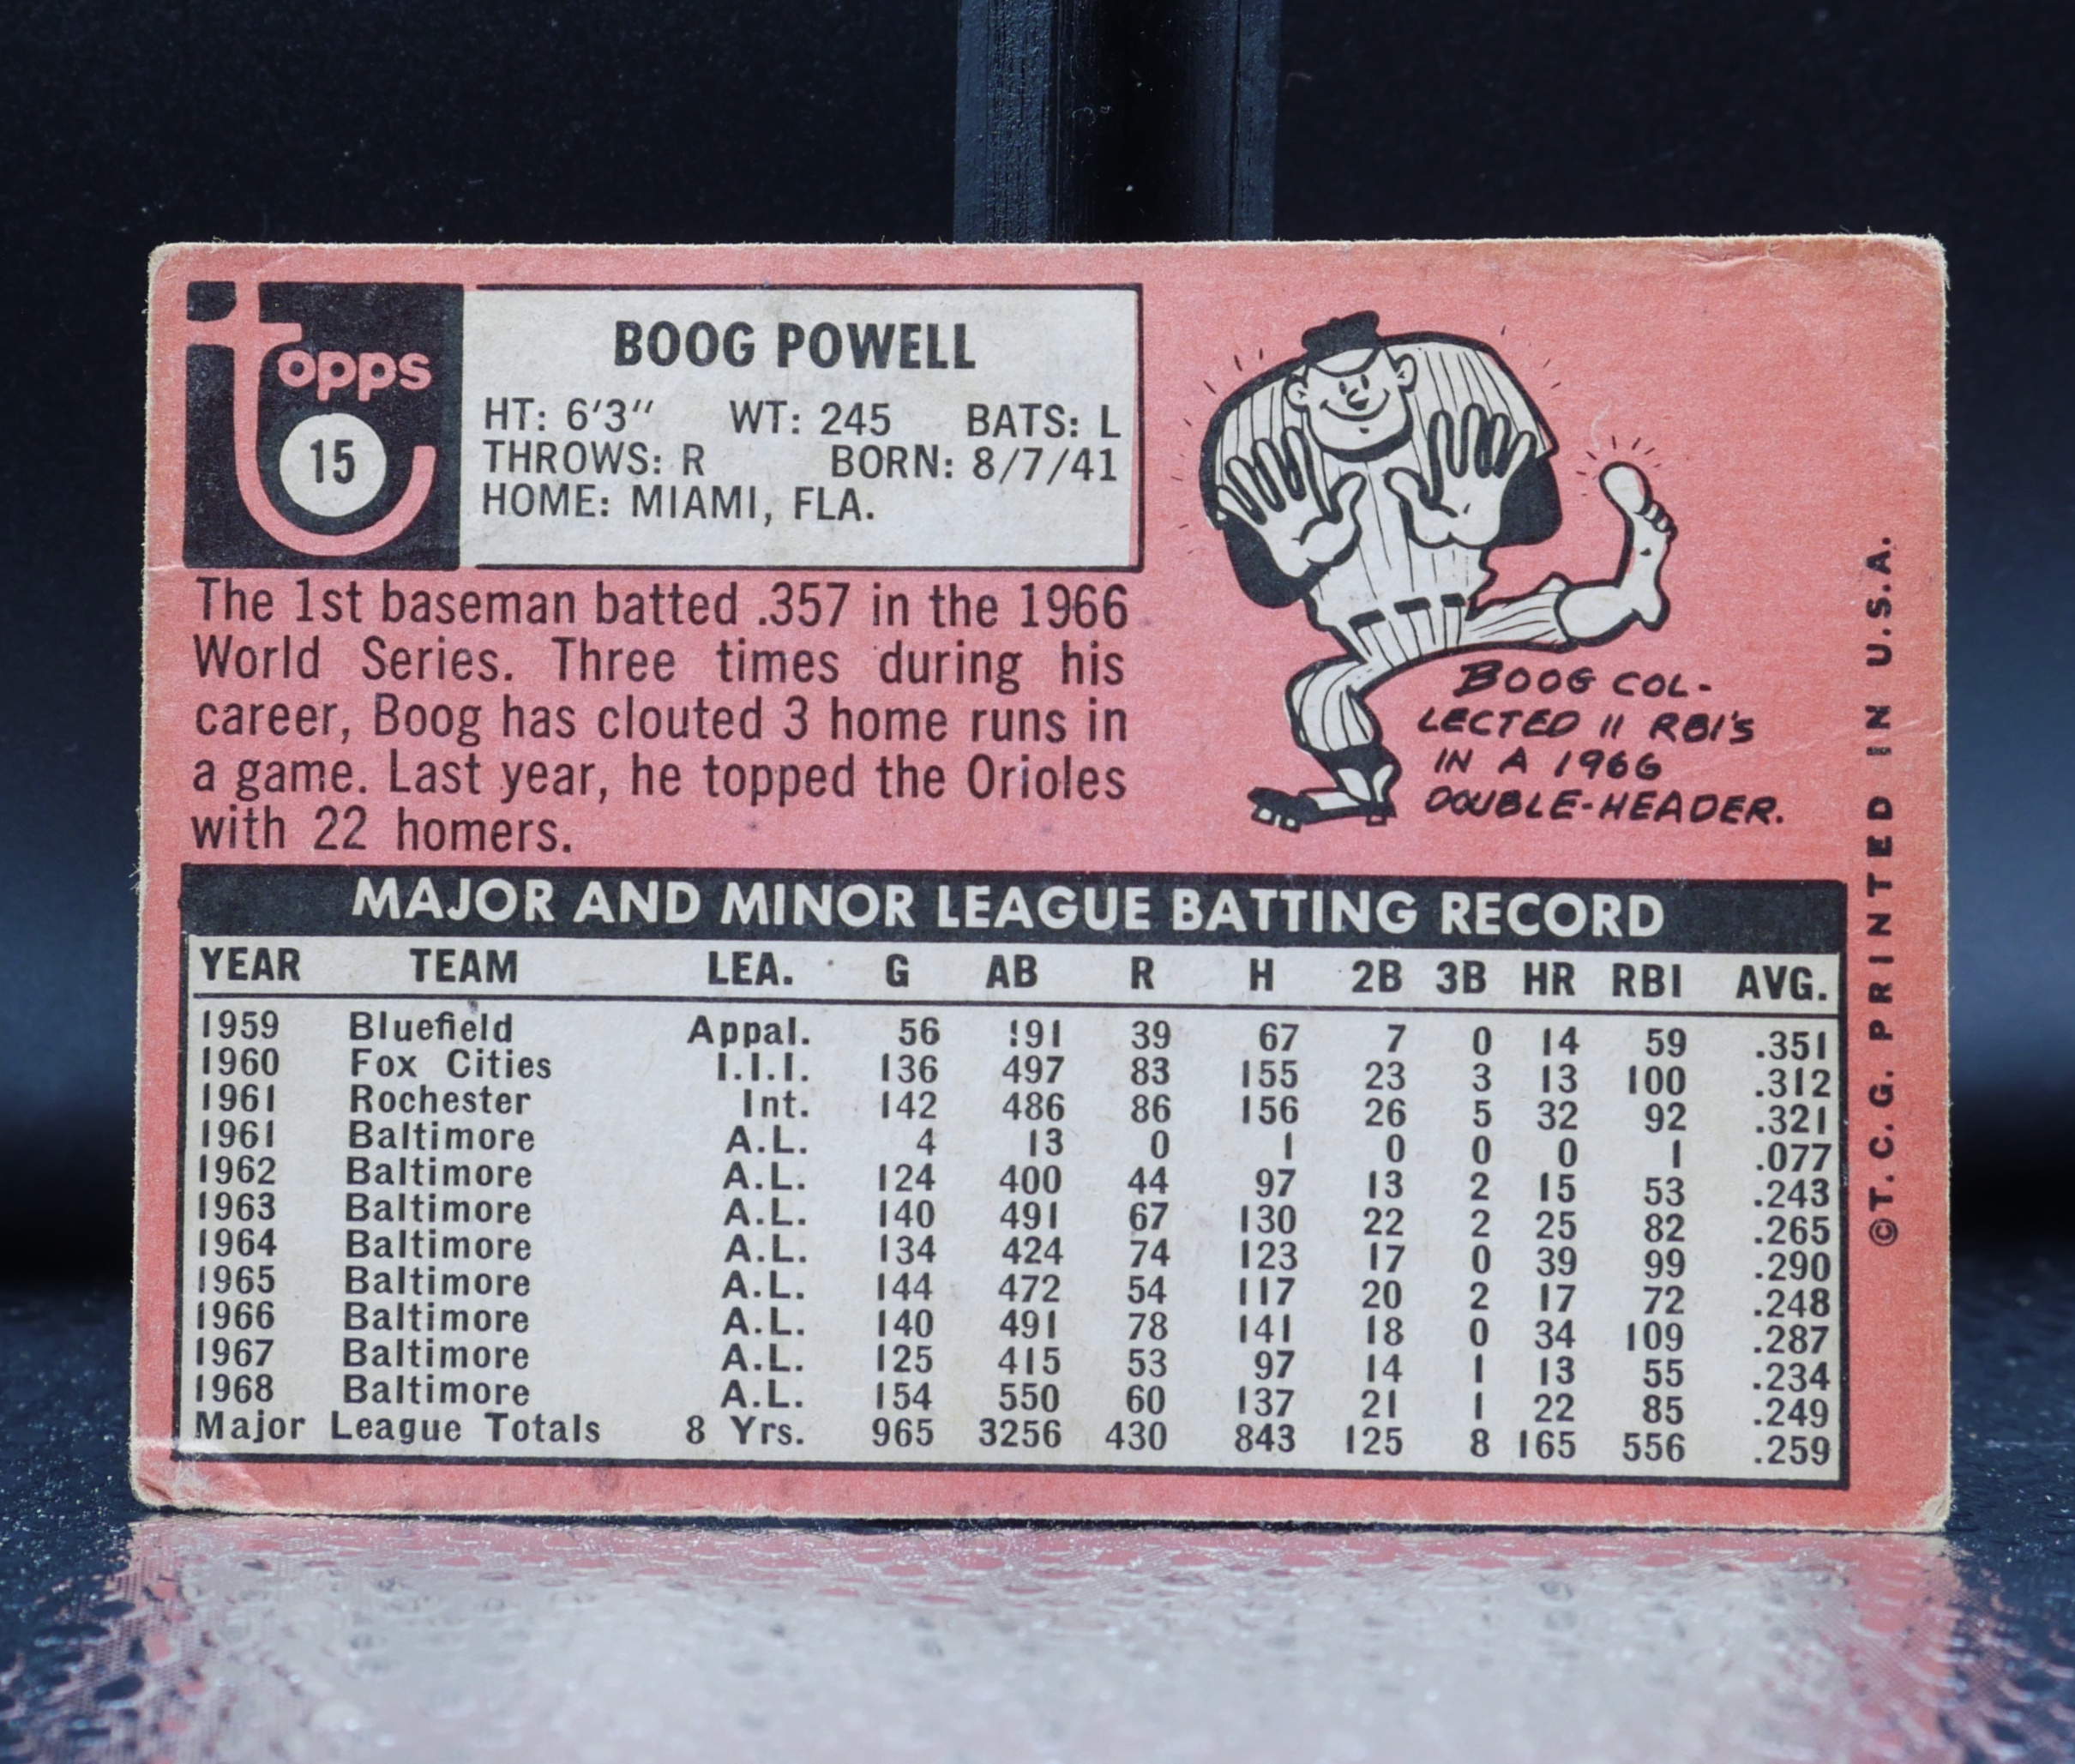 topps
15
BOOG POWELL
HT: 6'3" WT: 245 BATS: L
THROWS: R BORN: 8/7/41
HOME: MIAMI, FLA.
The 1st baseman batted .357 in the 1966
World Series. Three times during his
career, Boog has clouted 3 home runs in
a game. Last year, he topped the Orioles
with 22 homers.
BOOG COL-
LECTED 11 RBI'S
IN A 1966
DOUBLE-HEADER.
MAJOR AND MINOR LEAGUE BATTING RECORD
YEAR TEAM LEA. G AB R H 2B 3B HR RBI AVG.
1959 Bluefield Appal. 56 191 39 67 7 0 14 59 .351
1960 Fox Cities I.I.I. 136 497 83 155 23 3 13 100 .312
1961 Rochester Int. 142 486 86 156 26 5 32 92 .321
1961 Baltimore A.L. 4 13 0 1 0 0 0 1 .077
1962 Baltimore A.L. 124 400 44 97 13 2 15 53 .243
1963 Baltimore A.L. 140 491 67 130 22 2 25 82 .265
1964 Baltimore A.L. 134 424 74 123 17 0 39 99 .290
1965 Baltimore A.L. 144 472 54 117 20 2 17 72 .248
1966 Baltimore A.L. 140 491 78 141 18 0 34 109 .287
1967 Baltimore A.L. 125 415 53 97 14 1 13 55 .234
1968 Baltimore A.L. 154 550 60 137 21 1 22 85 .249
Major League Totals 8 Yrs. 965 3256 430 843 125 8 165 556 .259
©T.C.G. PRINTED IN U.S.A.